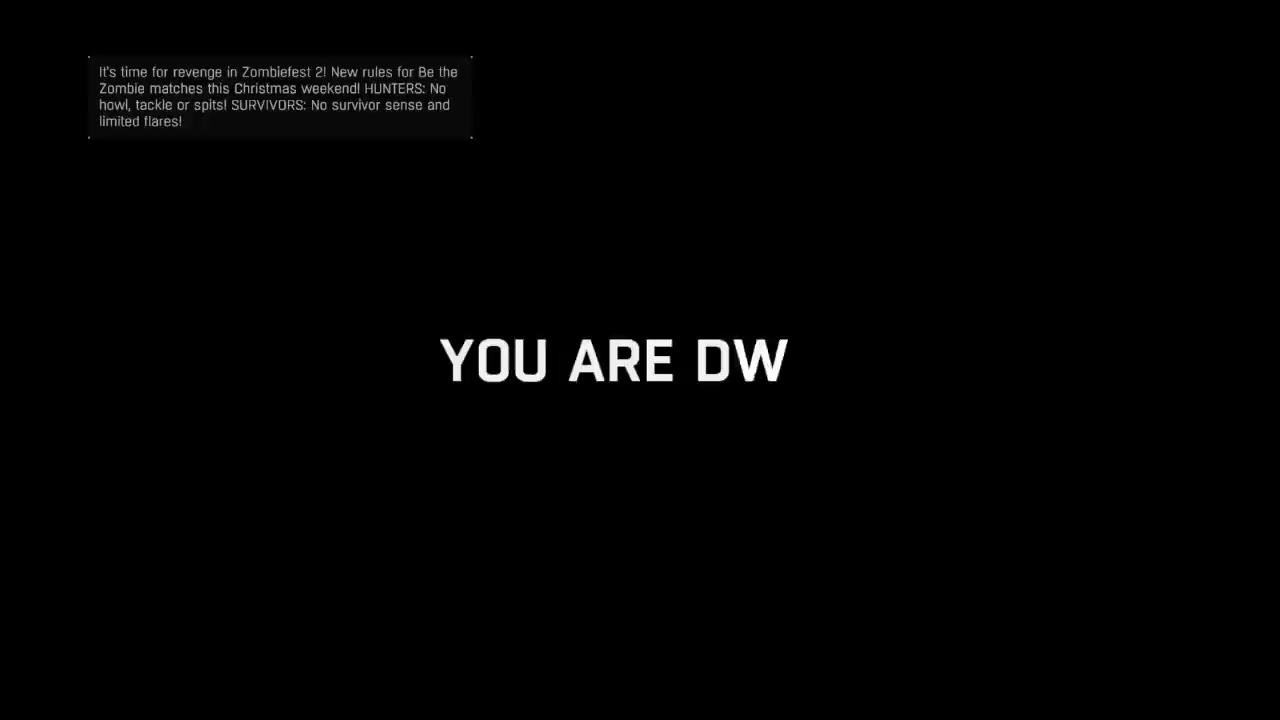 It's time for revenge in Zombiefest 2! New rules for Be the
Zombie matches this Christmas weekend! HUNTERS: No
howl, tackle or spits! SURVIVORS: No survivor sense and
limited flares!
YOU ARE DW